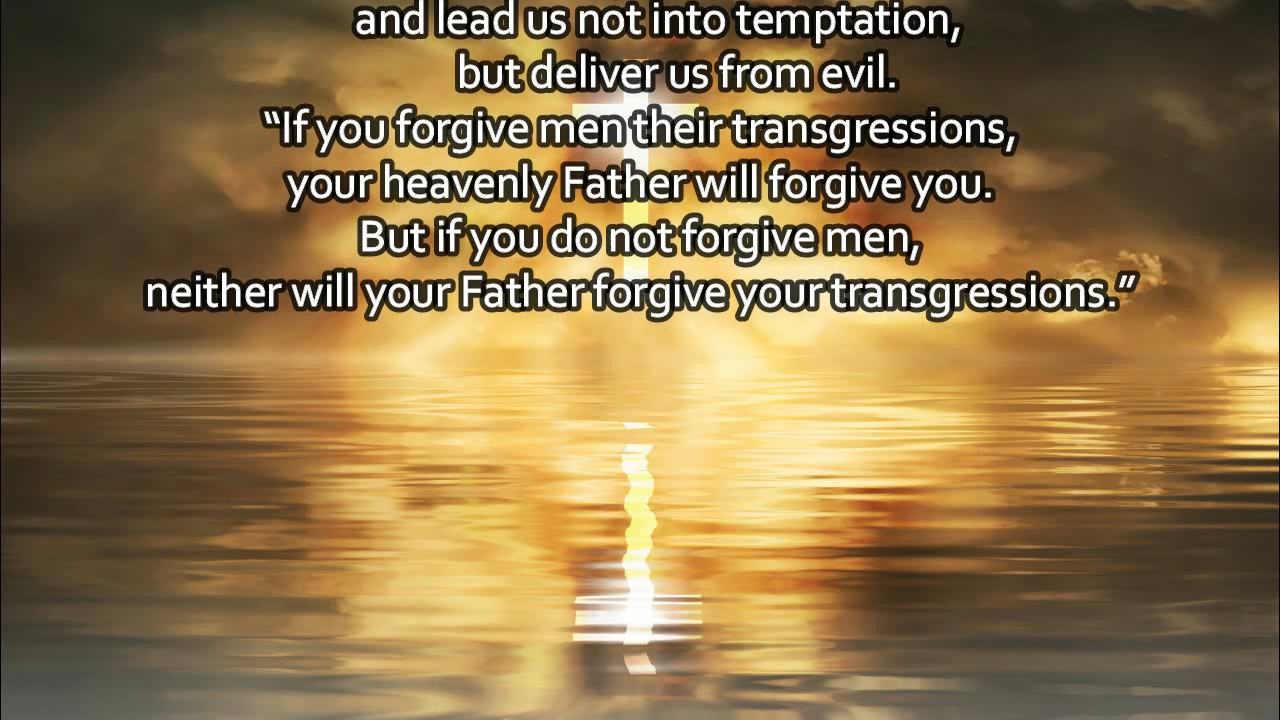 and lead us not into temptation,
but deliver us from evil.
“If you forgive men their transgressions,
your heavenly Father will forgive you.
But if you do not forgive men,
neither will your Father forgive your transgressions.”